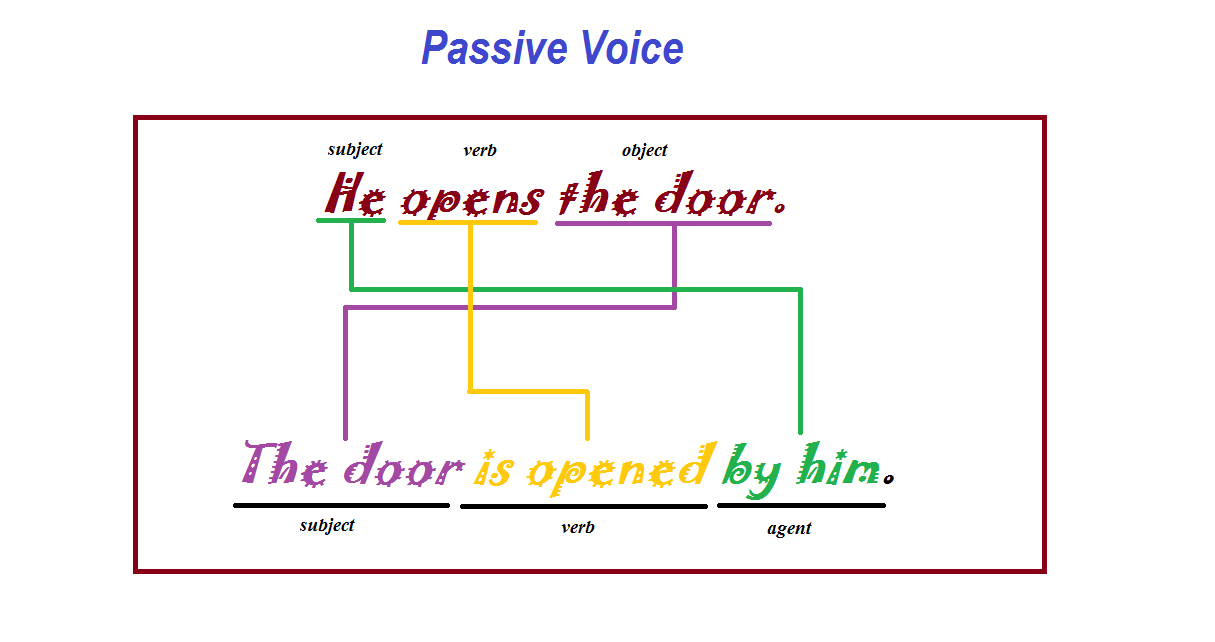 Passive Voice
subject verb object
He opens the door.
The door is opened by him.
subject verb agent